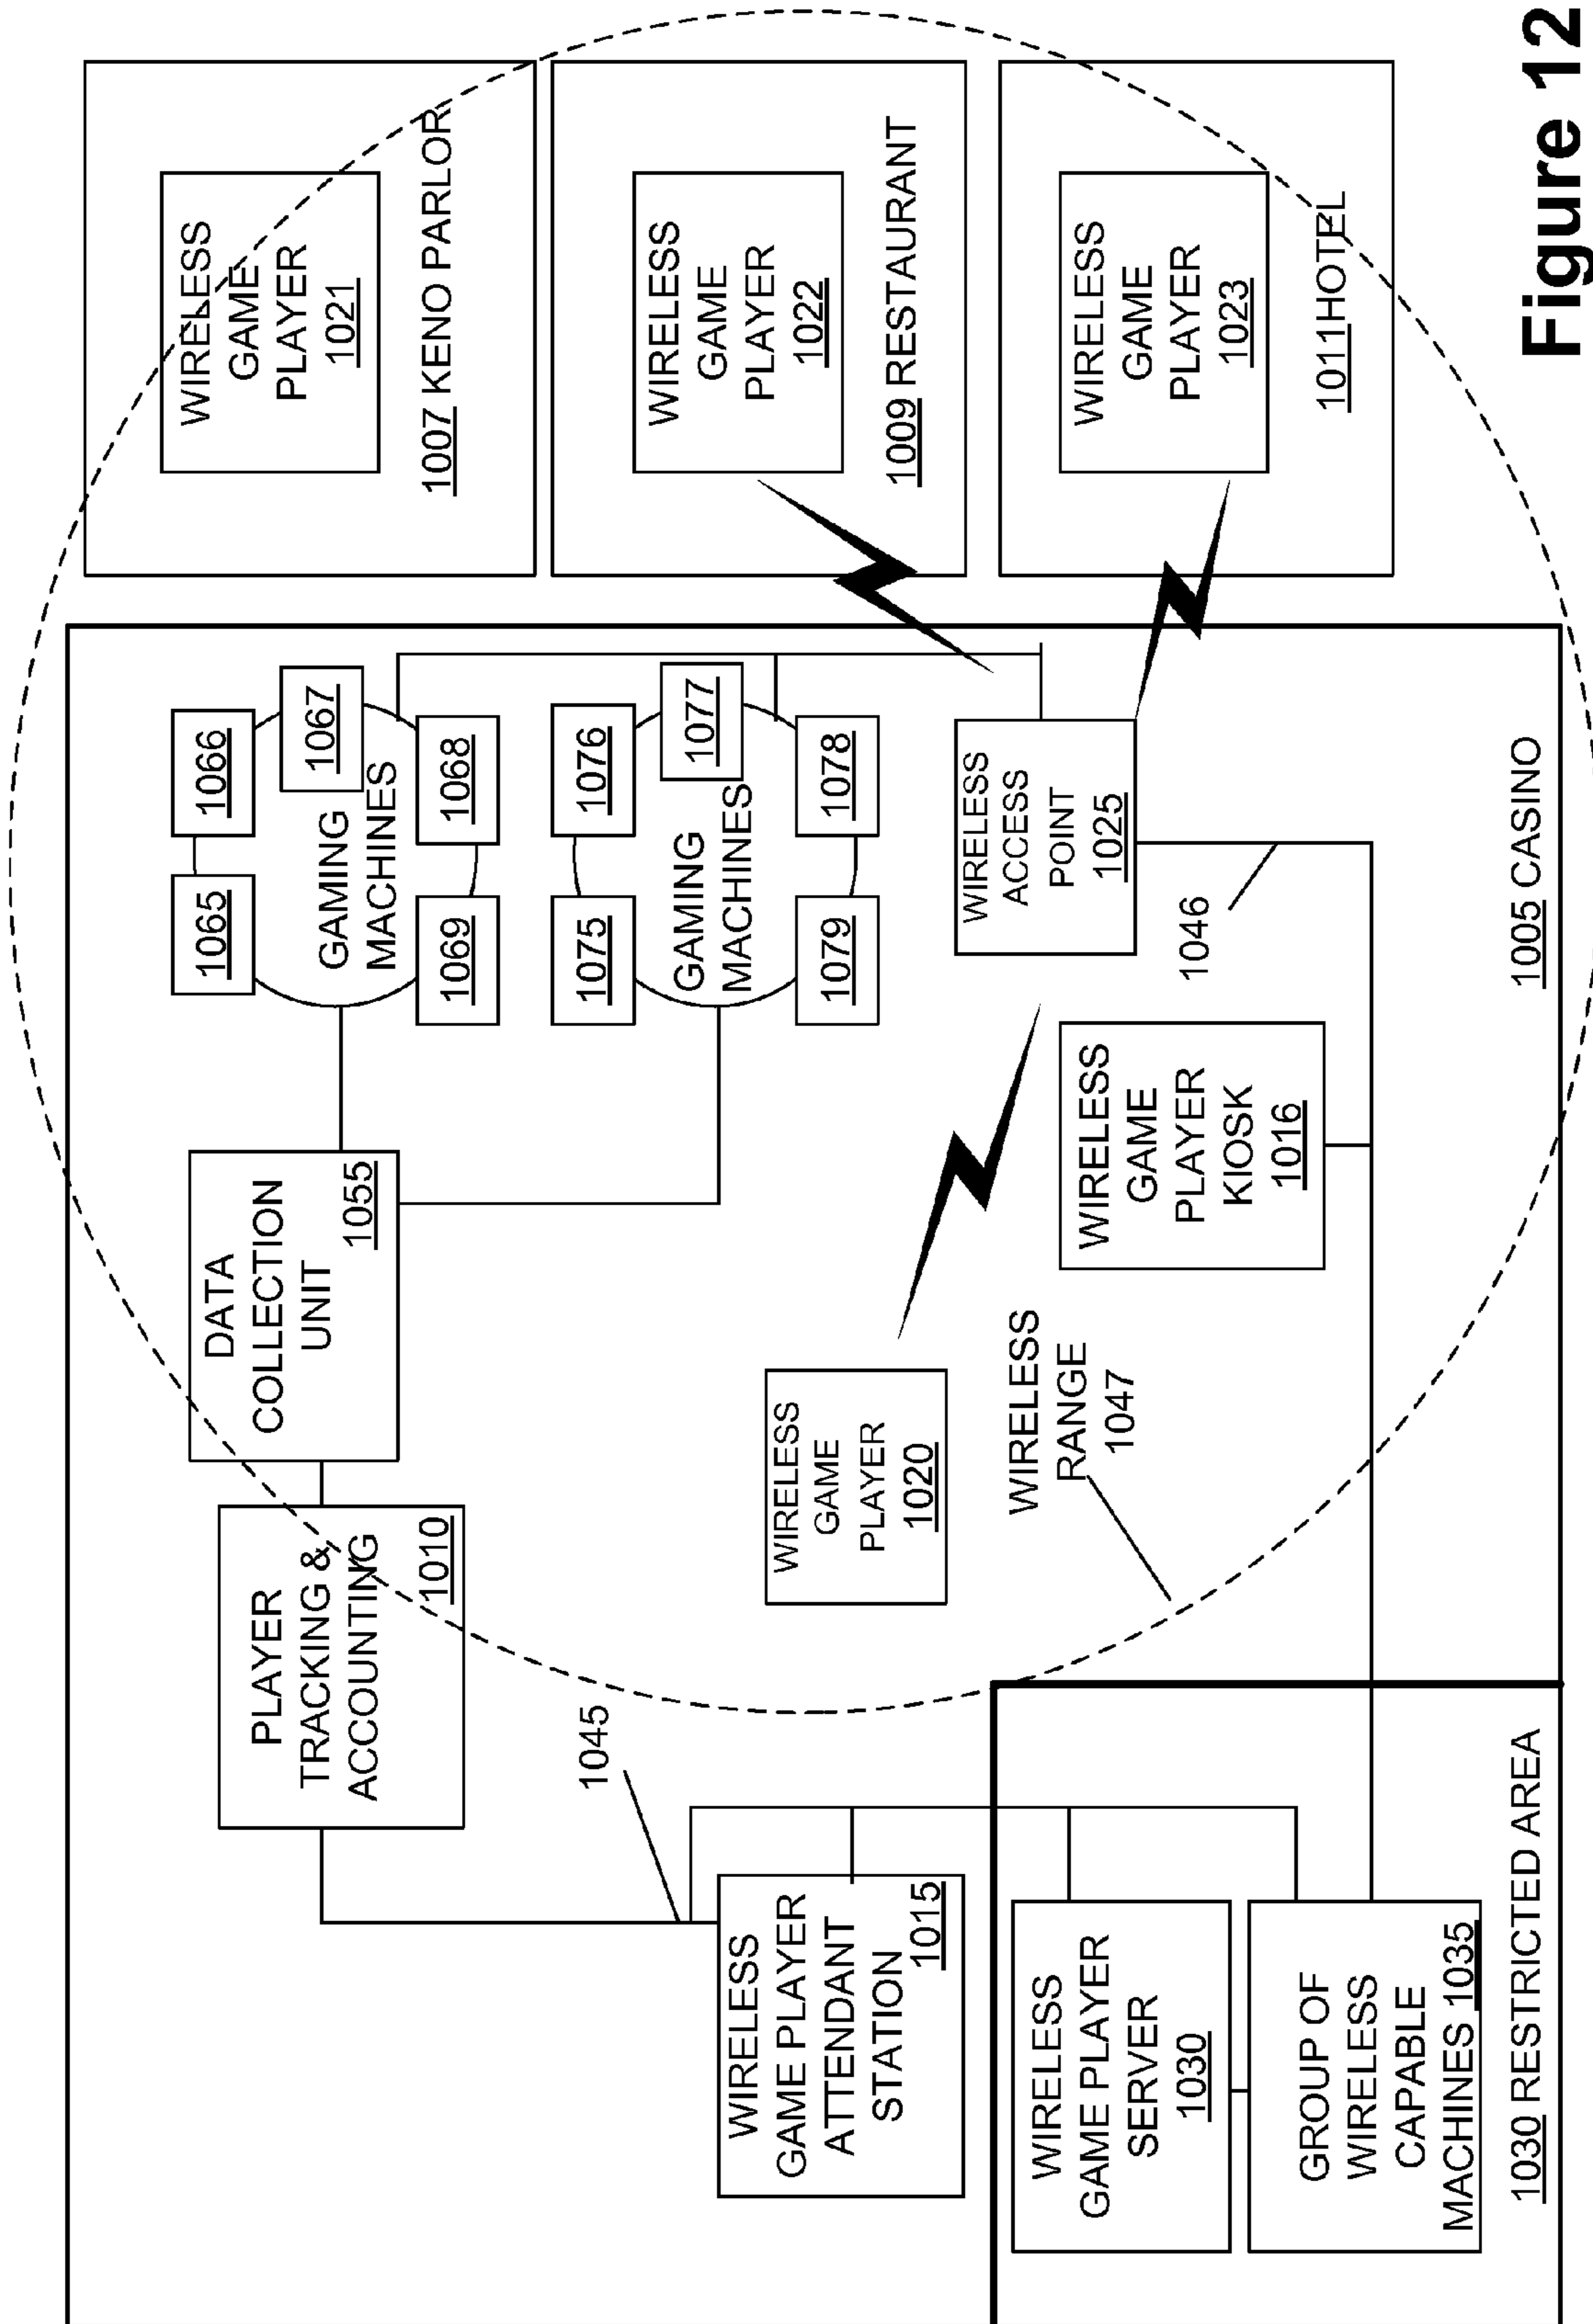 PLAYER
TRACKING &
ACCOUNTING
1010
DATA
COLLECTION
UNIT
1055
1065
1066
1067
1068
1069
GAMING
MACHINES
1075
1076
1077
1078
1079
GAMING
MACHINES
WIRELESS
GAME
PLAYER
1021
1007 KENO PARLOR
WIRELESS
GAME
PLAYER
1022
1009 RESTAURANT
WIRELESS
GAME
PLAYER
1023
1011HOTEL
1045
WIRELESS
GAME PLAYER
ATTENDANT
STATION
1015
WIRELESS
GAME
PLAYER
1020
WIRELESS
ACCESS
POINT
1025
WIRELESS
RANGE
1047
WIRELESS
GAME
PLAYER
KIOSK
1016
1046
WIRELESS
GAME PLAYER
SERVER
1030
GROUP OF
WIRELESS
CAPABLE
MACHINES 1035
1030 RESTRICTED AREA
1005 CASINO
Figure 12